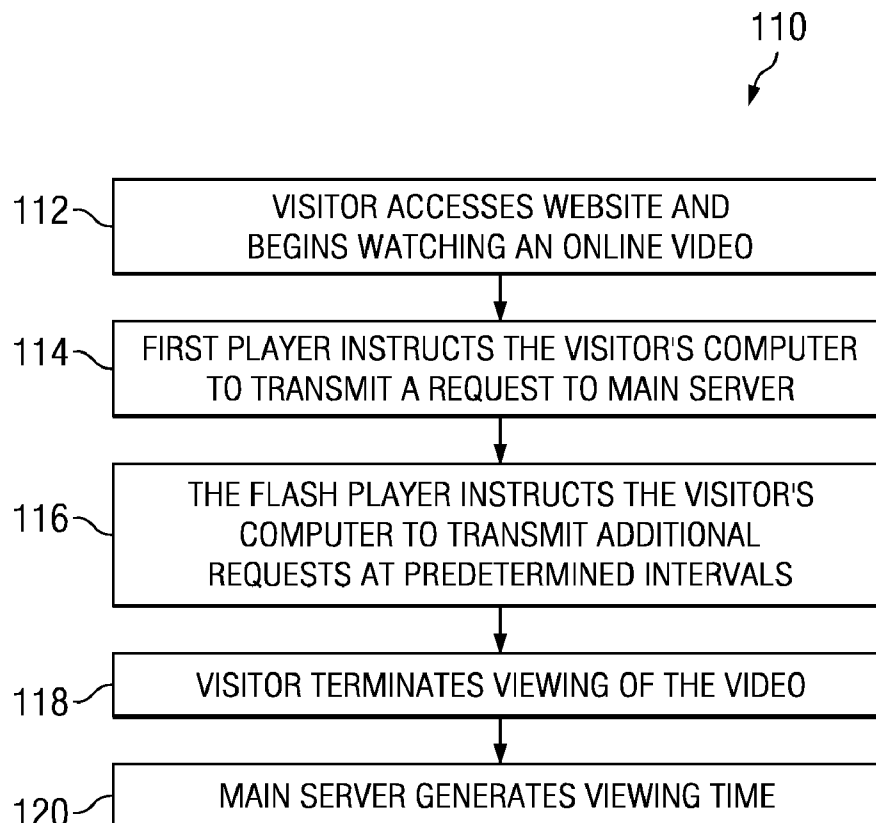 110
112
VISITOR ACCESSES WEBSITE AND
BEGINS WATCHING AN ONLINE VIDEO
114
FIRST PLAYER INSTRUCTS THE VISITOR'S COMPUTER
TO TRANSMIT A REQUEST TO MAIN SERVER
116
THE FLASH PLAYER INSTRUCTS THE VISITOR'S
COMPUTER TO TRANSMIT ADDITIONAL
REQUESTS AT PREDETERMINED INTERVALS
118
VISITOR TERMINATES VIEWING OF THE VIDEO
120
MAIN SERVER GENERATES VIEWING TIME